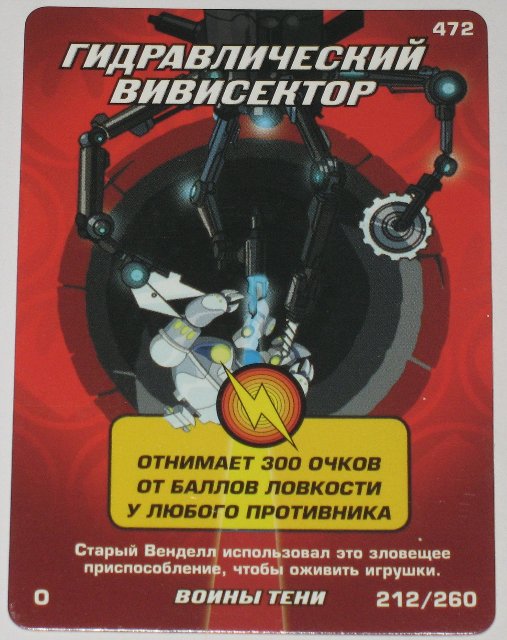 472
ГИДРАВЛИЧЕСКИЙ
ВИВИСЕКТОР
ОТНИМАЕТ 300 ОЧКОВ
ОТ БАЛЛОВ ЛОВКОСТИ
У ЛЮБОГО ПРОТИВНИКА
Старый Венделл использовал это зловещее
приспособление, чтобы оживить игрушки.
0 ВОИНЫ ТЕНИ 212/260